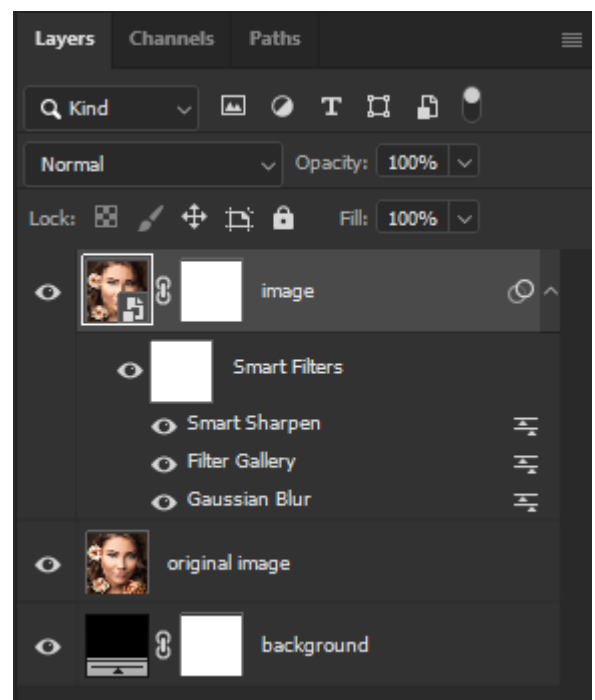 Layers Channels Paths
Kind
Normal Opacity: 100%
Lock: Fill: 100%
image
Smart Filters
Smart Sharpen
Filter Gallery
Gaussian Blur
original image
background